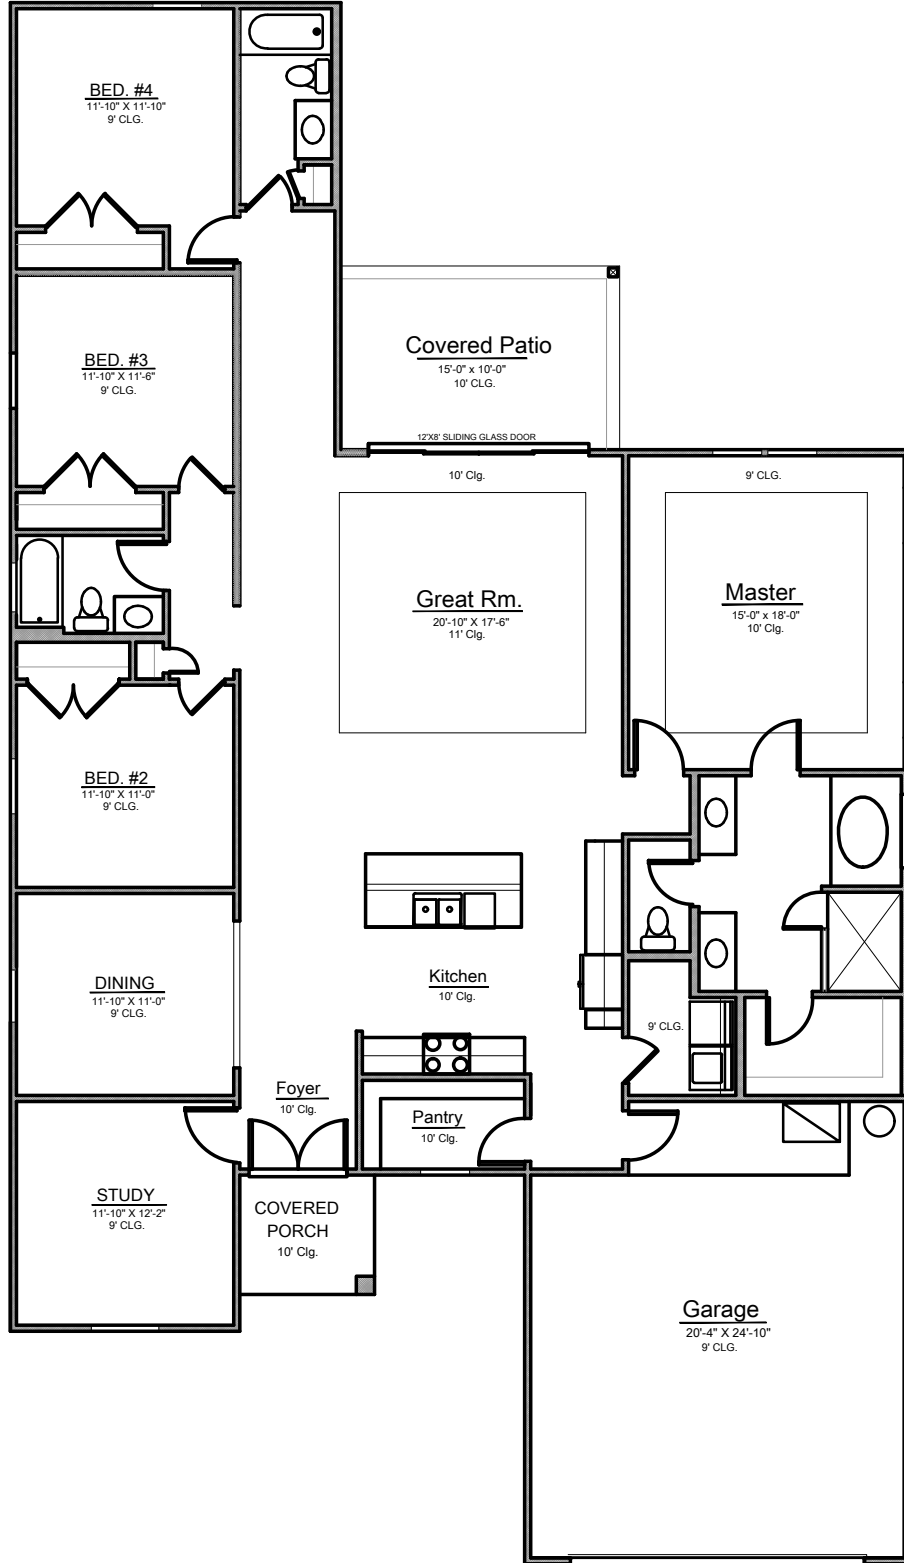 BED. #4
11'-10" X 11'-10"
9' CLG.
BED. #3
11'-10" X 11'-6"
9' CLG.
Covered Patio
15'-0" x 10'-0"
10' CLG.
12'X8' SLIDING GLASS DOOR
10' Clg.
9' CLG.
Great Rm.
20'-10" X 17'-6"
11' Clg.
Master
15'-0" x 18'-0"
10' Clg.
BED. #2
11'-10" X 11'-0"
9' CLG.
DINING
11'-10" X 11'-0"
9' CLG.
Kitchen
10' Clg.
9' CLG.
Foyer
10' Clg.
Pantry
10' Clg.
STUDY
11'-10" X 12'-2"
9' CLG.
COVERED
PORCH
10' Clg.
Garage
20'-4" X 24'-10"
9' CLG.